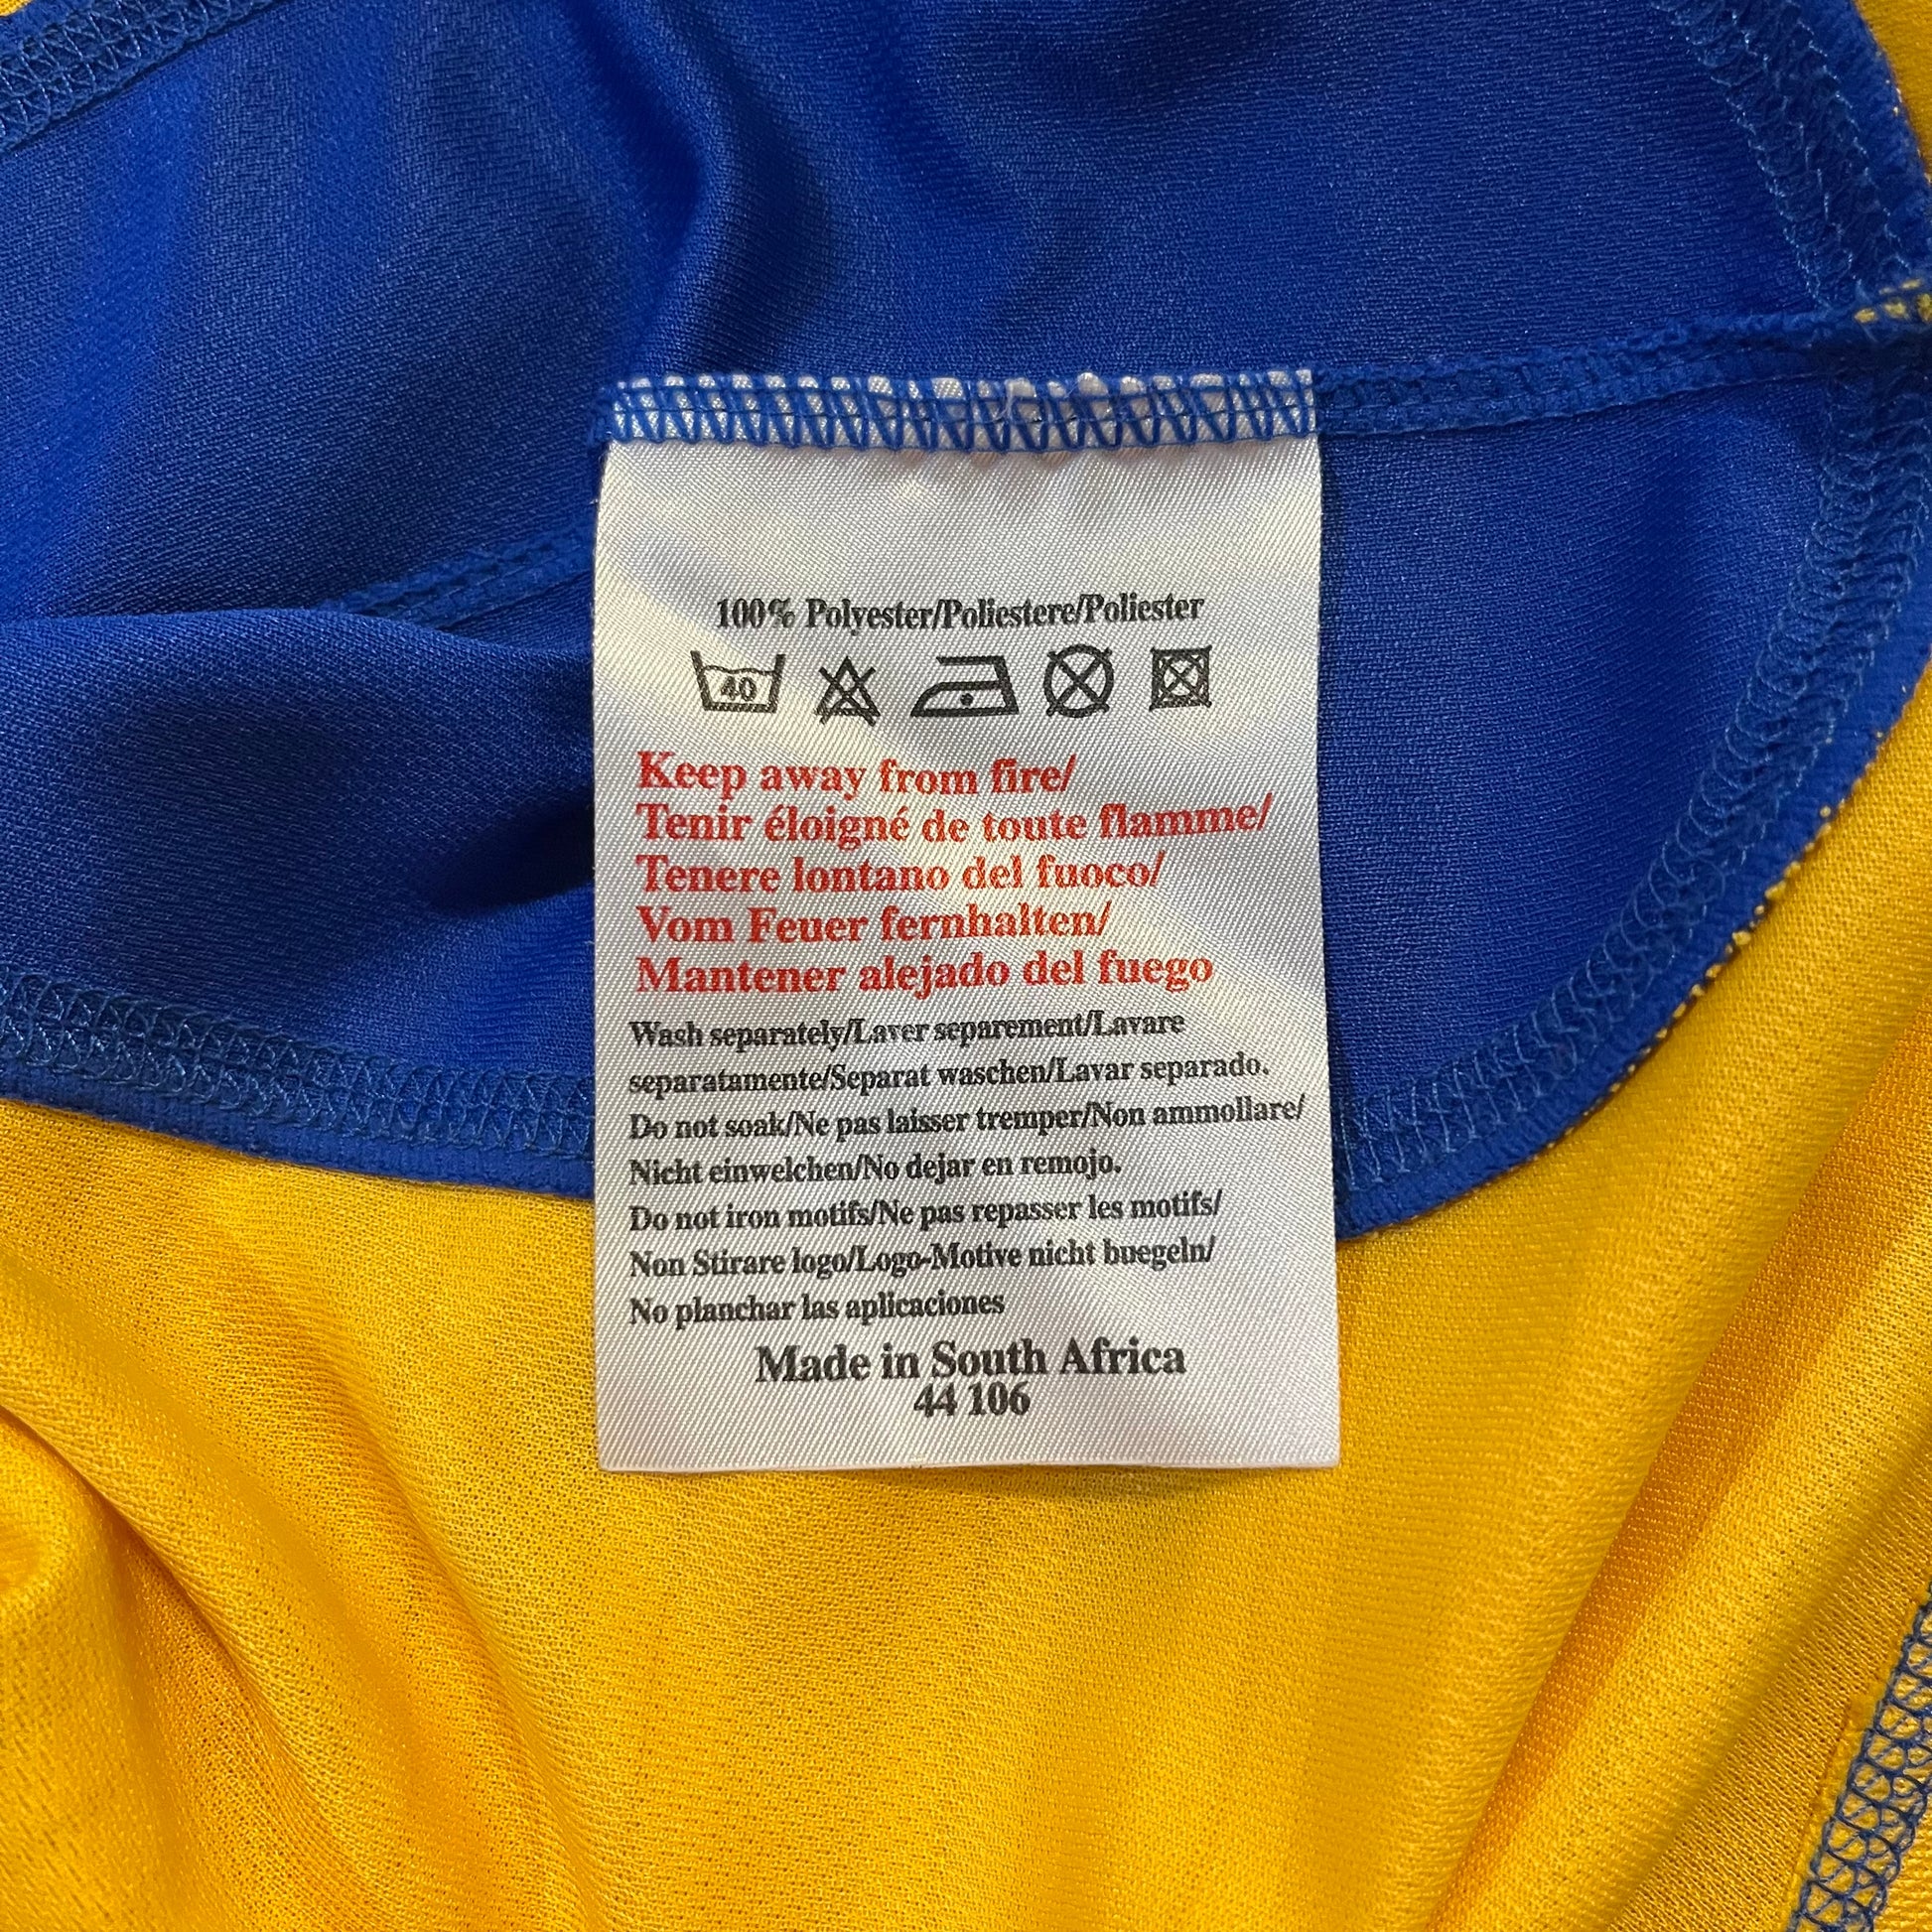 100% Polyester/Poliestere/Poliester
40
Keep away from fire/
Tenir éloigné de toute flamme/
Tenere lontano del fuoco/
Vom Feuer fernhalten/
Mantener alejado del fuego
Wash separately/Laver separement/Lavare
separatamente/Separat waschen/Lavar separado.
Do not soak/Ne pas laisser tremper/Non ammollare/
Nicht einwelchen/No dejar en remojo.
Do not iron motifs/Ne pas repasser les motifs/
Non Stirare logo/Logo-Motive nicht buegeln/
No planchar las aplicaciones
Made in South Africa
44 106